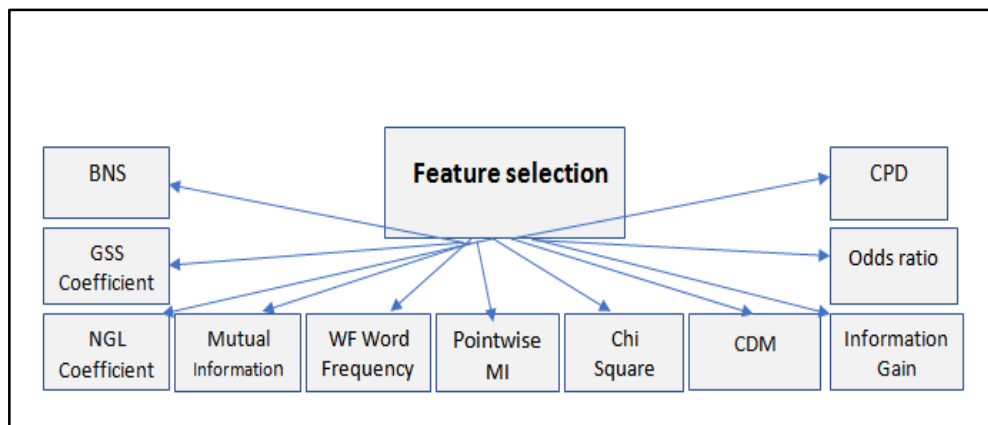 Feature selection
BNS
CPD
GSS
Coefficient
Odds ratio
NGL
Coefficient
Mutual
Information
WF Word
Frequency
Pointwise
MI
Chi
Square
CDM
Information
Gain